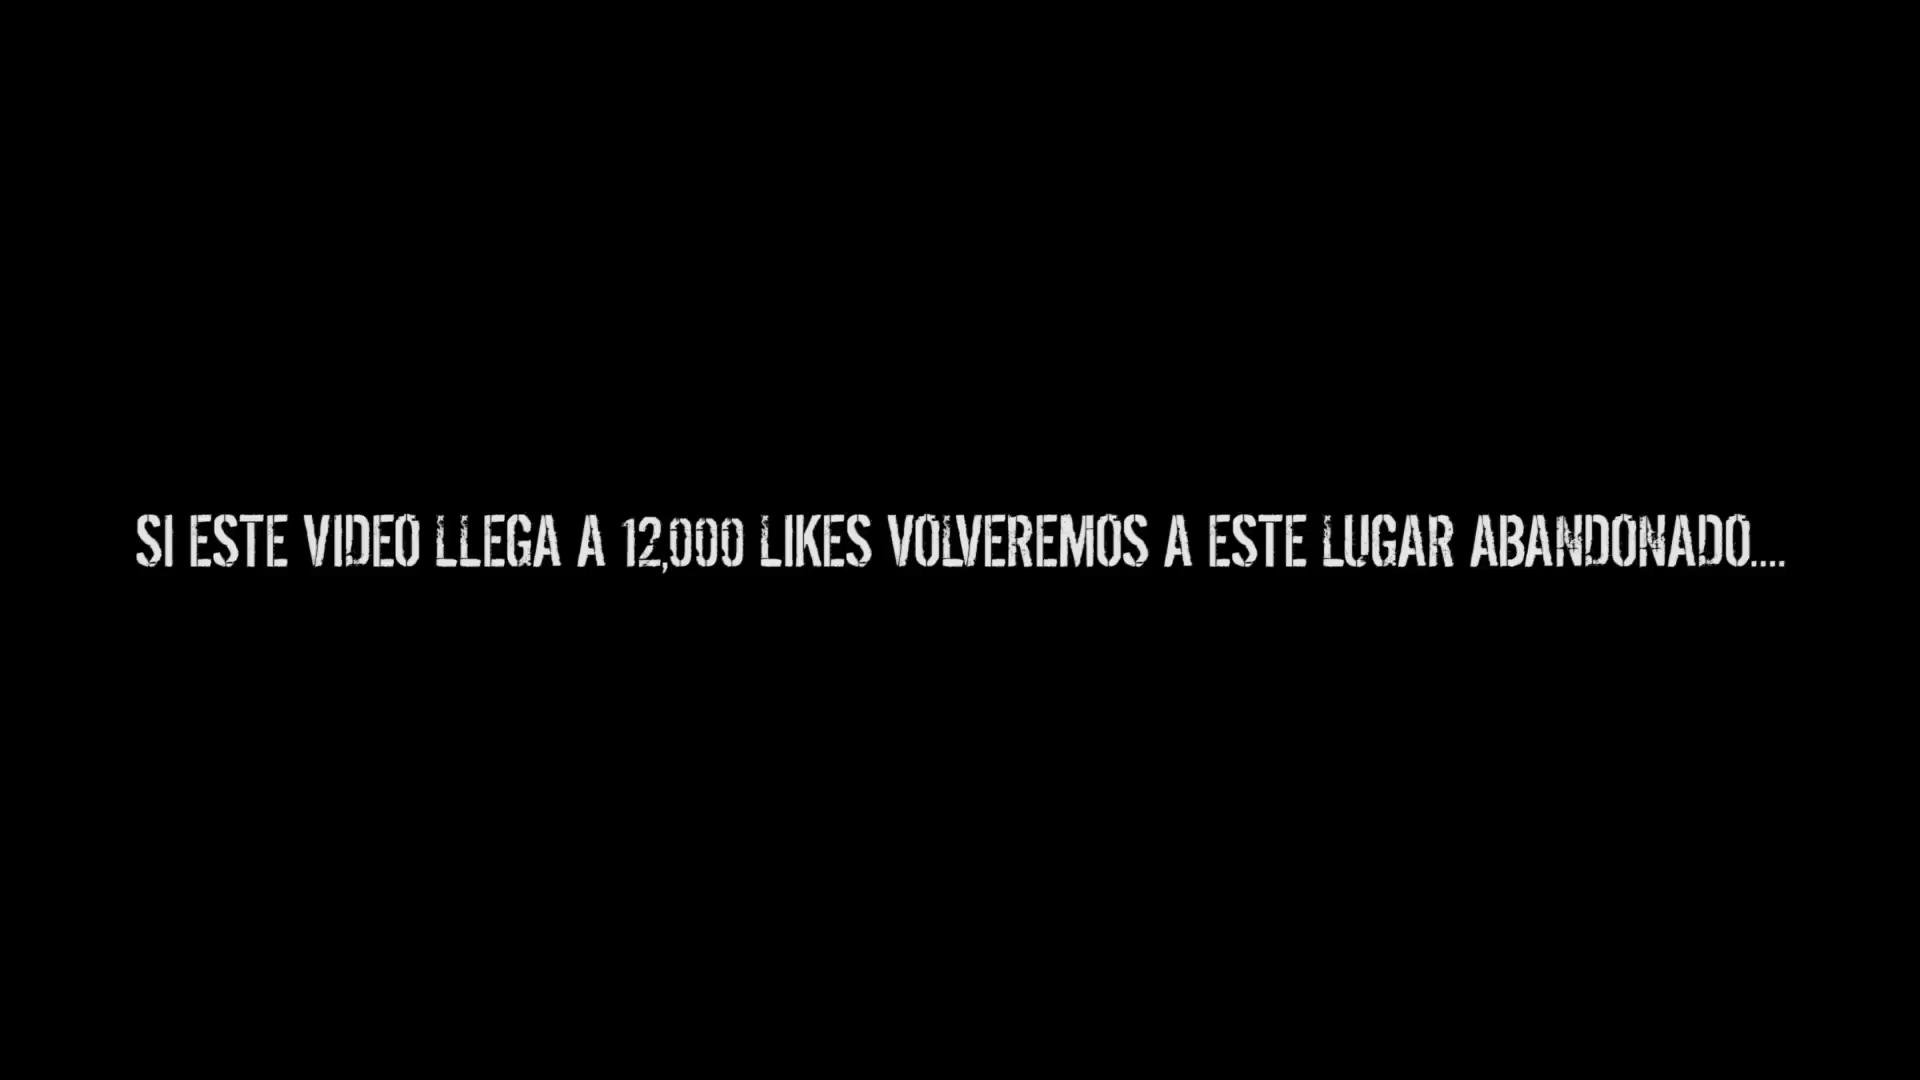 SI ESTE VIDEO LLEGA A 12,000 LIKES VOLVEREMOS A ESTE LUGAR ABANDONADO....